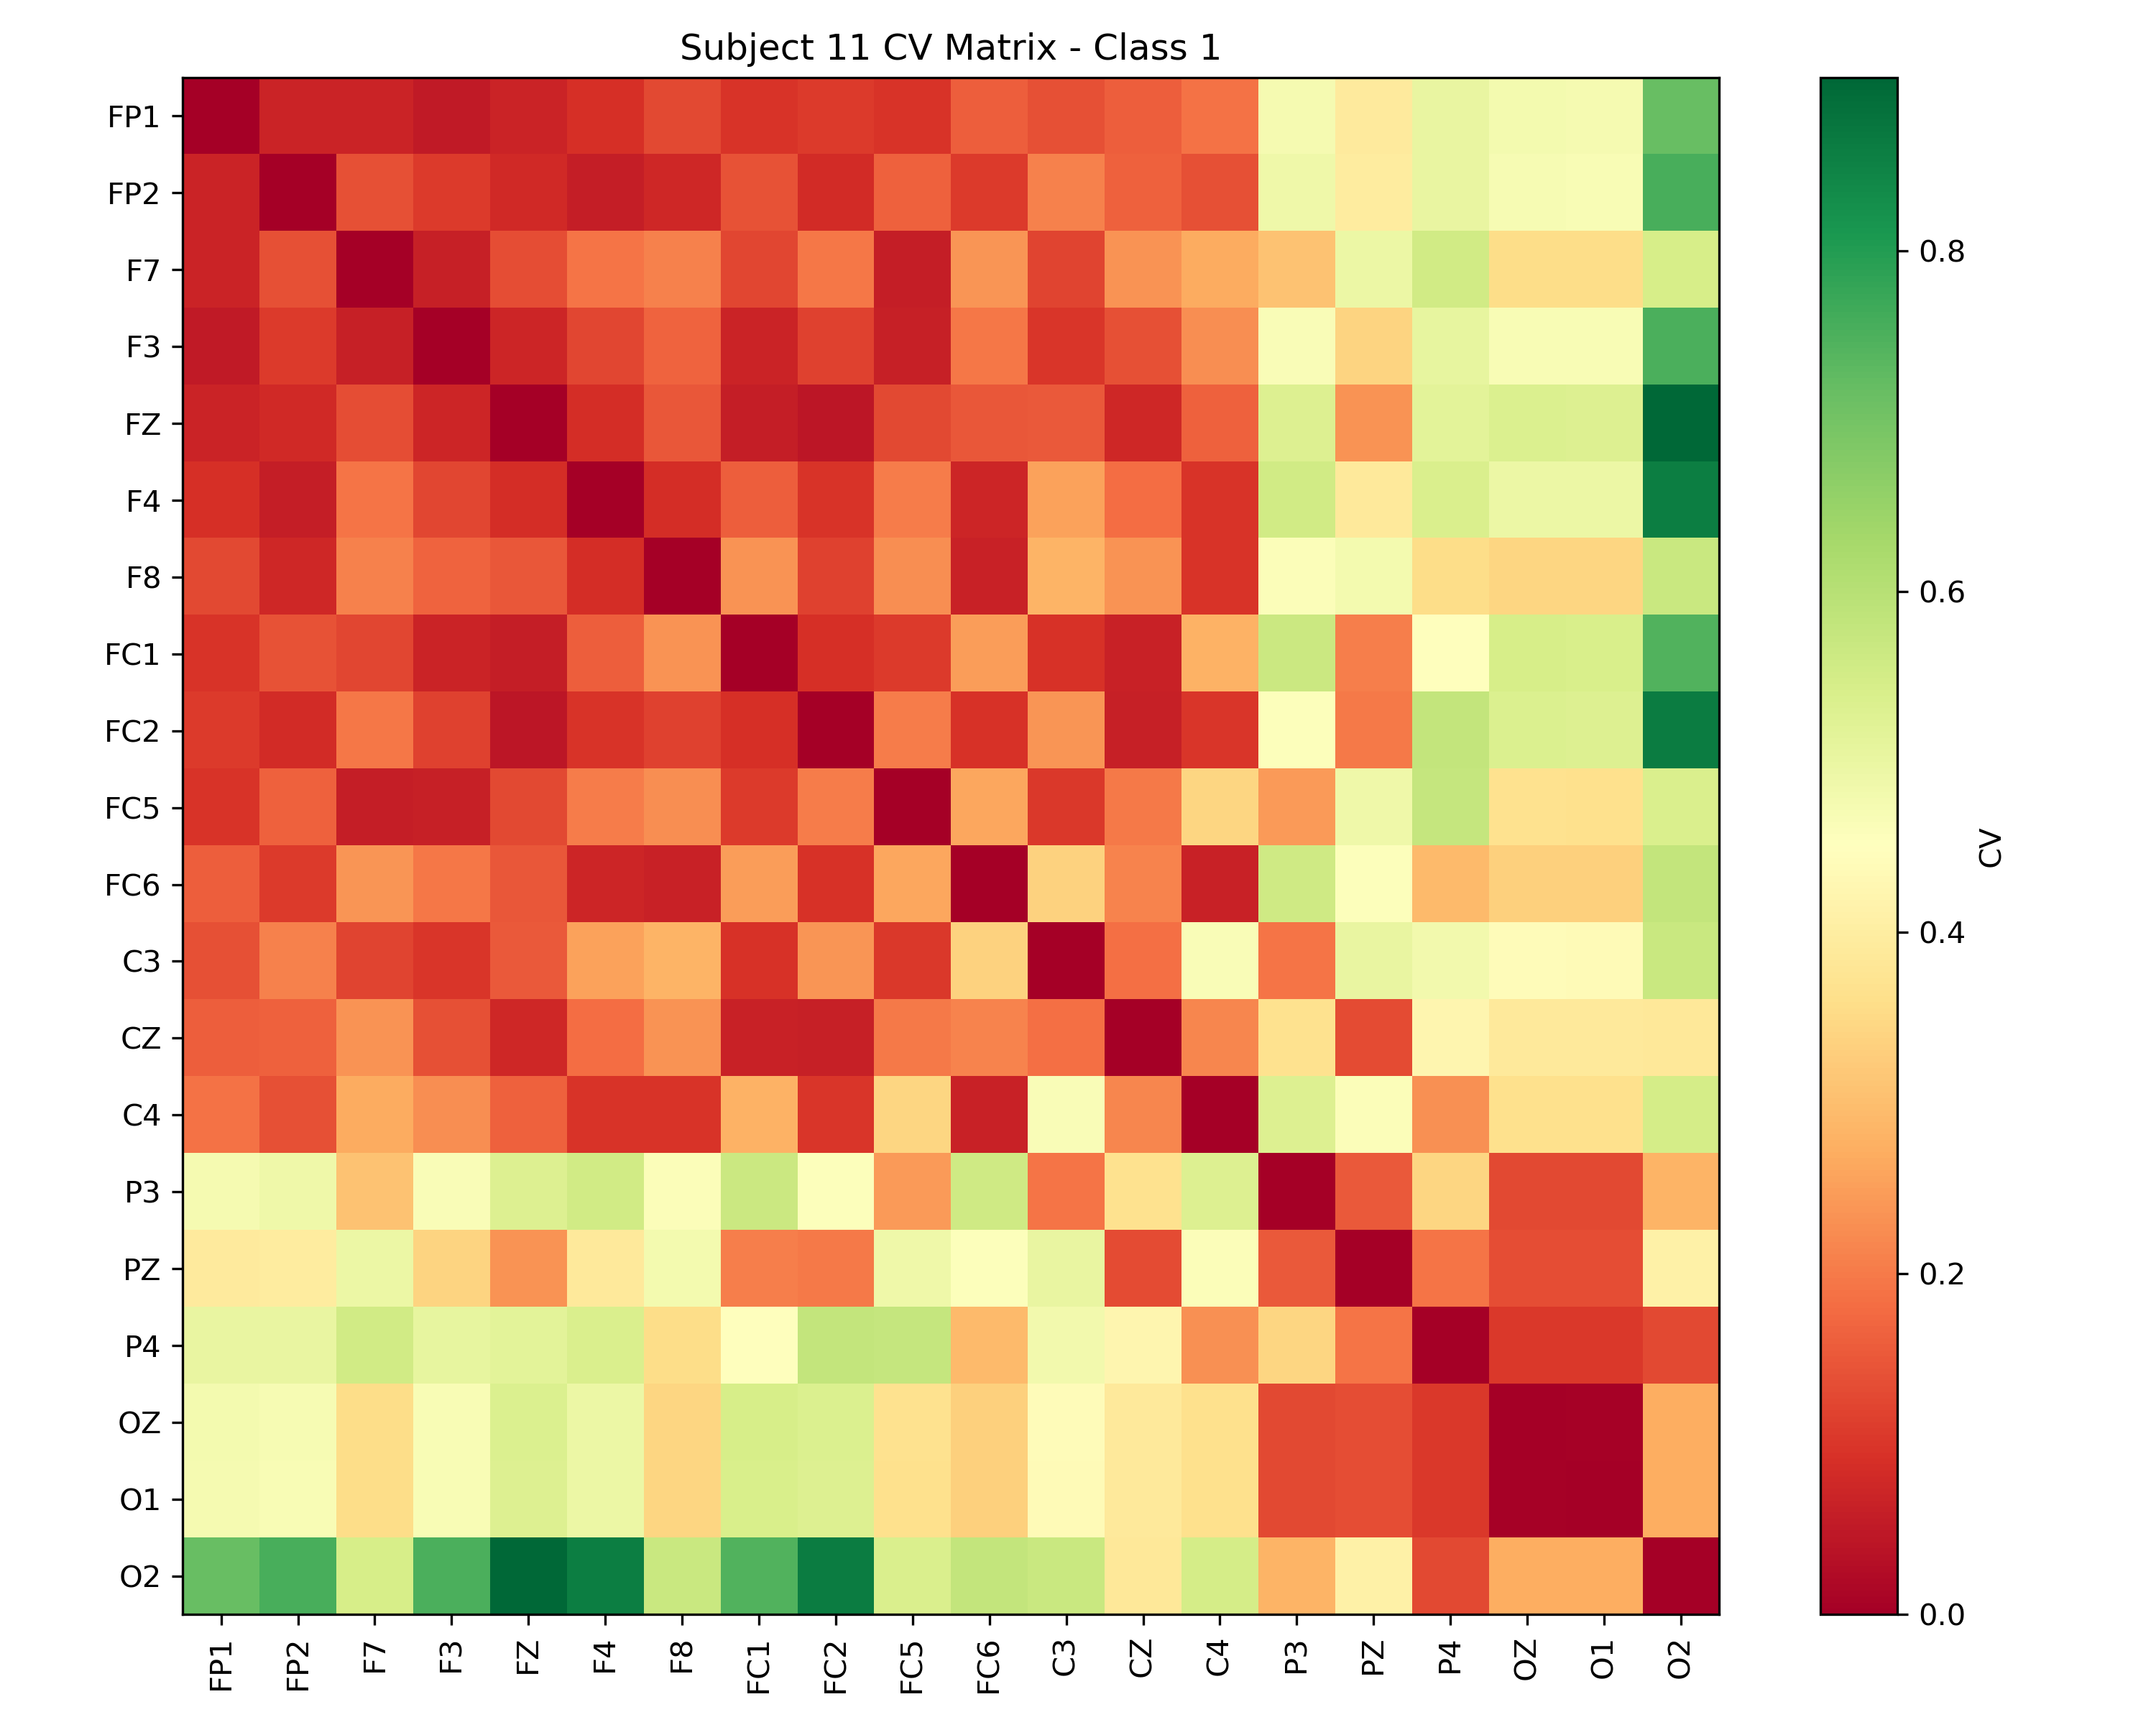 Subject 11 CV Matrix - Class 1
FP1
FP2
F7
F3
FZ
F4
F8
FC1
FC2
FC5
FC6
C3
CZ
C4
P3
PZ
P4
OZ
O1
O2
FP1 FP2 F7 F3 FZ F4 F8 FC1 FC2 FC5 FC6 C3 CZ C4 P3 PZ P4 OZ O1 O2
0.8
0.6
0.4
0.2
0.0
CV